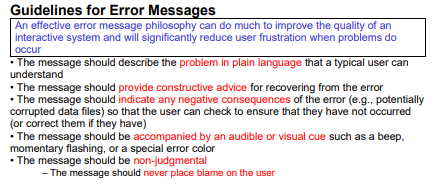 Guidelines for Error Messages
An effective error message philosophy can do much to improve the quality of an
interactive system and will significantly reduce user frustration when problems do
occur
• The message should describe the problem in plain language that a typical user can
understand
• The message should provide constructive advice for recovering from the error
• The message should indicate any negative consequences of the error (e.g., potentially
corrupted data files) so that the user can check to ensure that they have not occurred
(or correct them if they have)
• The message should be accompanied by an audible or visual cue such as a beep,
momentary flashing, or a special error color
• The message should be non-judgmental
– The message should never place blame on the user